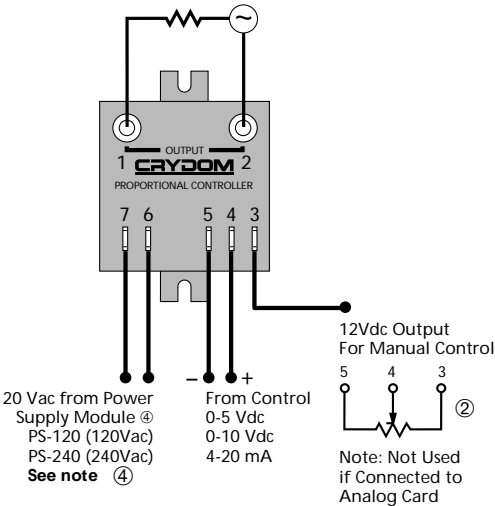 ~
OUTPUT
1 CRYDOM 2
PROPORTIONAL CONTROLLER
7 6 5 4 3
– +
20 Vac from Power
Supply Module ④
PS-120 (120Vac)
PS-240 (240Vac)
See note ④
From Control
0-5 Vdc
0-10 Vdc
4-20 mA
12Vdc Output
For Manual Control
5 4 3
②
Note: Not Used
if Connected to
Analog Card